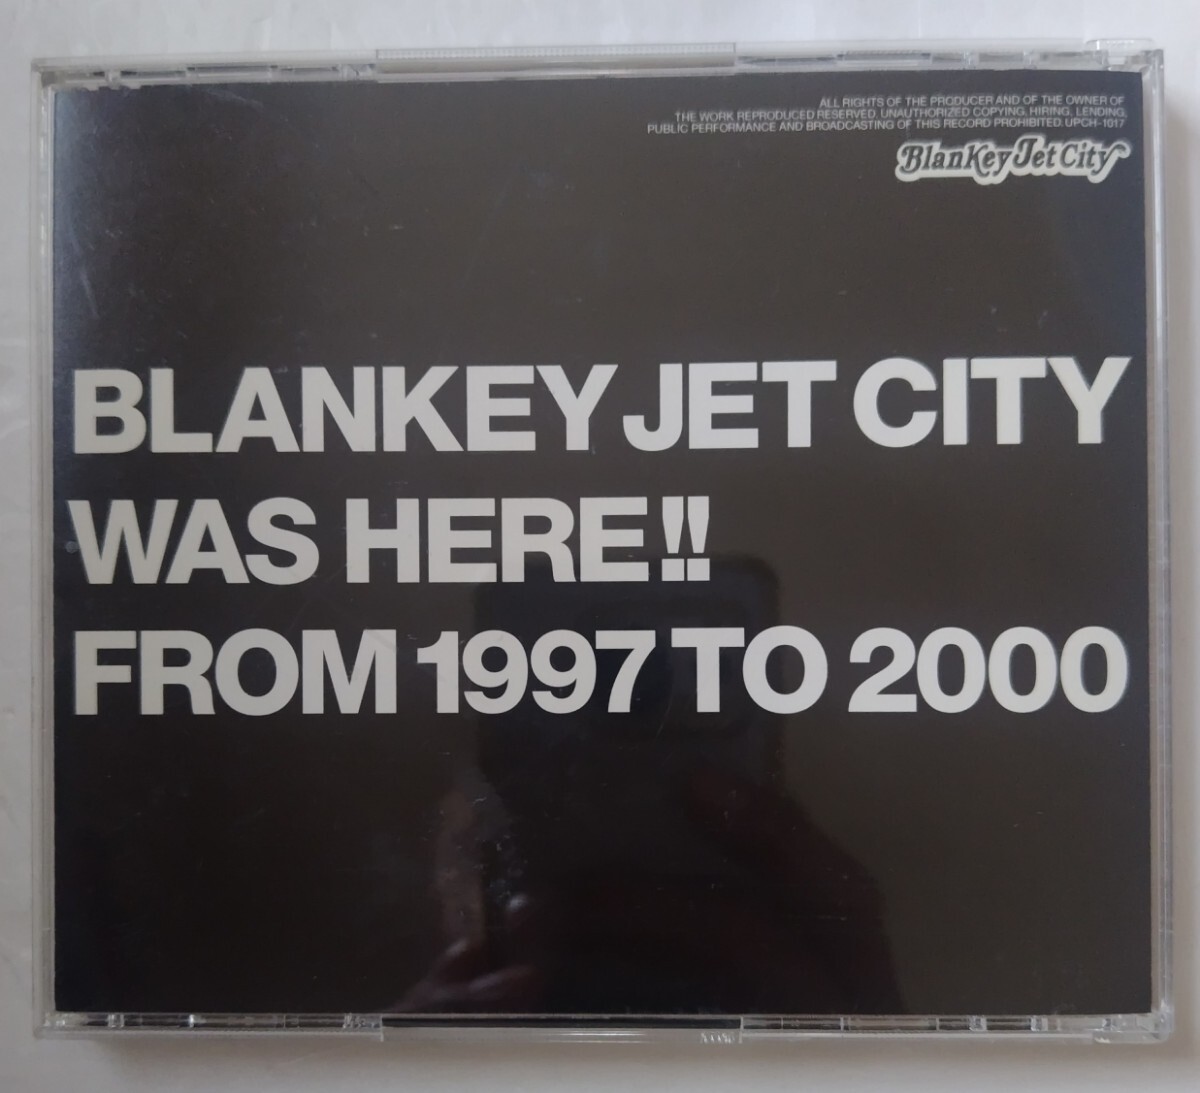 ALL RIGHTS OF THE PRODUCER AND OF THE OWNER OF
THE WORK REPRODUCED RESERVED. UNAUTHORIZED COPYING, HIRING, LENDING,
PUBLIC PERFORMANCE AND BROADCASTING OF THIS RECORD PROHIBITED. UPCH-1017
BlanKey Jet City
BLANKEY JET CITY
WAS HERE!!
FROM 1997 TO 2000